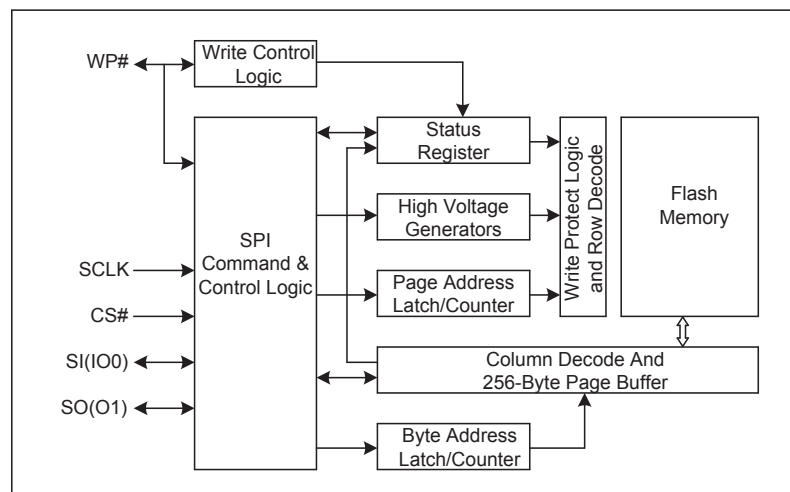 WP#
Write Control
Logic
Status
Register
High Voltage
Generators
Page Address
Latch/Counter
Write Protect Logic
and Row Decode
Flash
Memory
SPI
Command &
Control Logic
SCLK
CS#
SI(IO0)
SO(O1)
Column Decode And
256-Byte Page Buffer
Byte Address
Latch/Counter